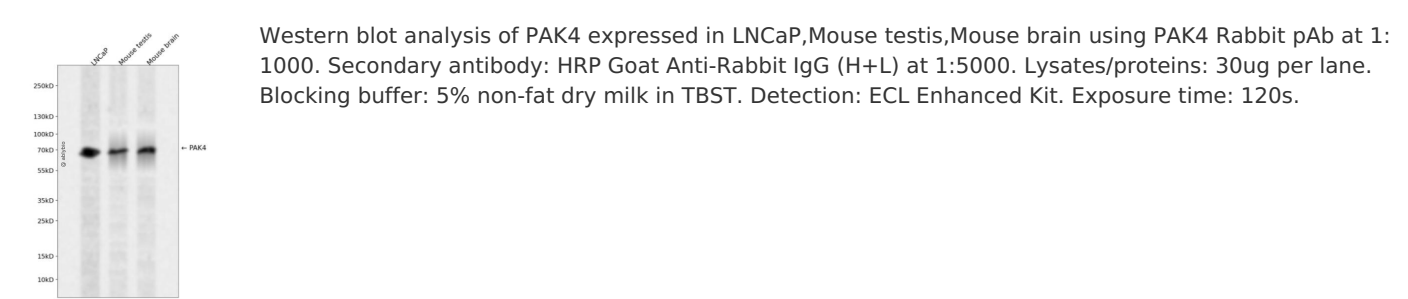 LNCaP
Mouse testis
Mouse brain
250kD
130kD
100kD
70kD
55kD
35kD
25kD
15kD
10kD
← PAK4
Western blot analysis of PAK4 expressed in LNCaP,Mouse testis,Mouse brain using PAK4 Rabbit pAb at 1:
1000. Secondary antibody: HRP Goat Anti-Rabbit IgG (H+L) at 1:5000. Lysates/proteins: 30ug per lane.
Blocking buffer: 5% non-fat dry milk in TBST. Detection: ECL Enhanced Kit. Exposure time: 120s.